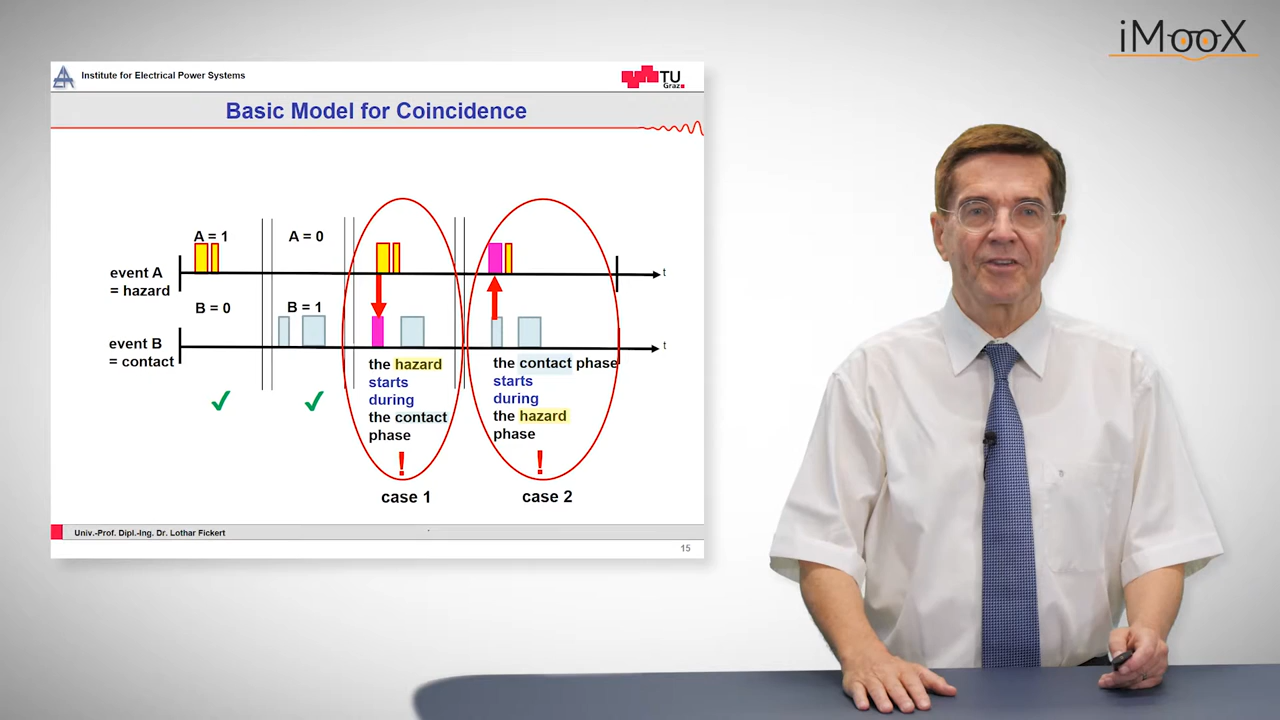 iMooX
Institute for Electrical Power Systems
TU
Graz
Basic Model for Coincidence
A = 1
A = 0
event A
= hazard
t
B = 0
B = 1
event B
= contact
t
the hazard
starts
during
the contact
phase
!
case 1
the contact phase
starts
during
the hazard
phase
!
case 2
Univ.-Prof. Dipl.-Ing. Dr. Lothar Fickert
15